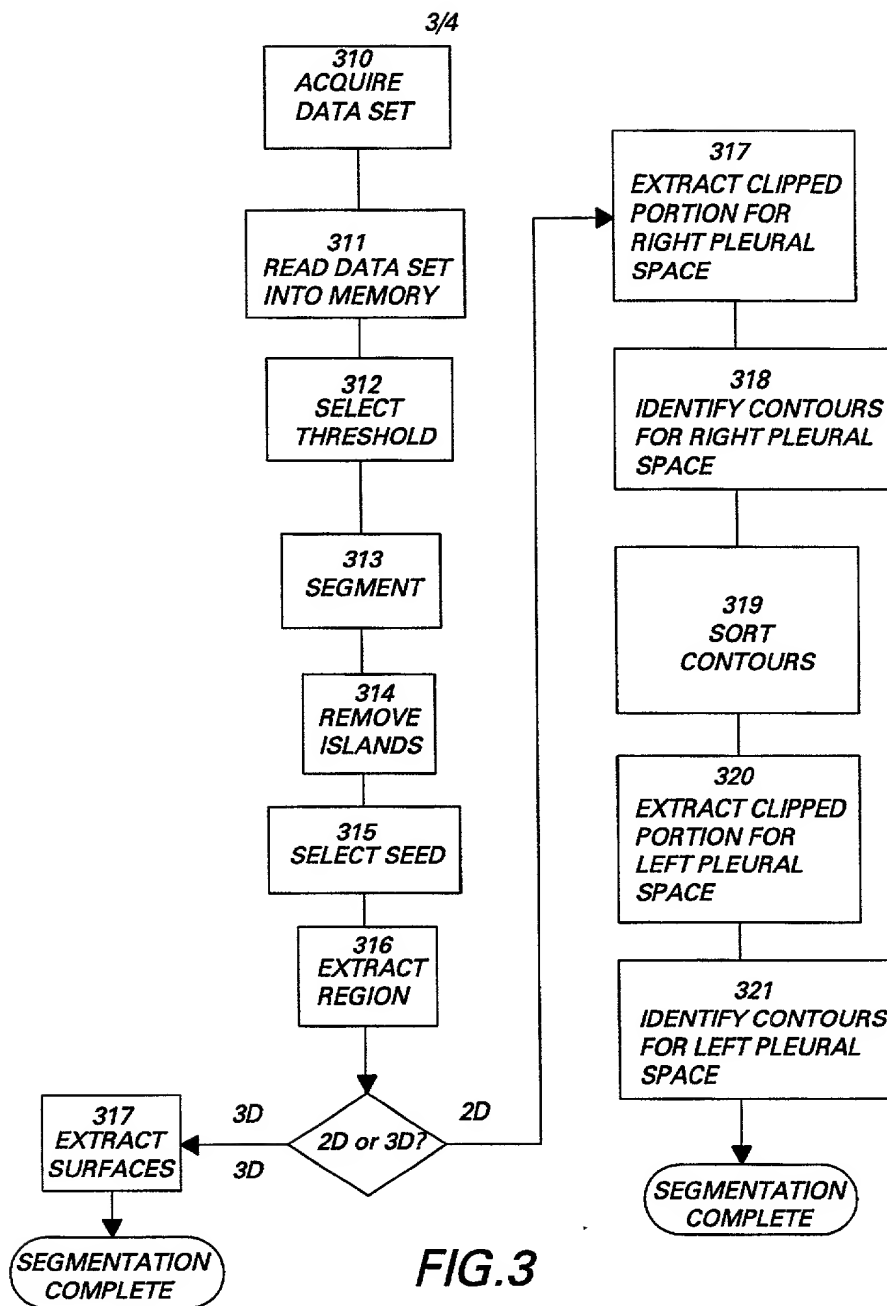 3/4
310
ACQUIRE
DATA SET
311
READ DATA SET
INTO MEMORY
312
SELECT
THRESHOLD
313
SEGMENT
314
REMOVE
ISLANDS
315
SELECT SEED
316
EXTRACT
REGION
2D or 3D?
3D
3D
2D
317
EXTRACT
SURFACES
SEGMENTATION
COMPLETE
317
EXTRACT CLIPPED
PORTION FOR
RIGHT PLEURAL
SPACE
318
IDENTIFY CONTOURS
FOR RIGHT PLEURAL
SPACE
319
SORT
CONTOURS
320
EXTRACT CLIPPED
PORTION FOR
LEFT PLEURAL
SPACE
321
IDENTIFY CONTOURS
FOR LEFT PLEURAL
SPACE
SEGMENTATION
COMPLETE
FIG.3